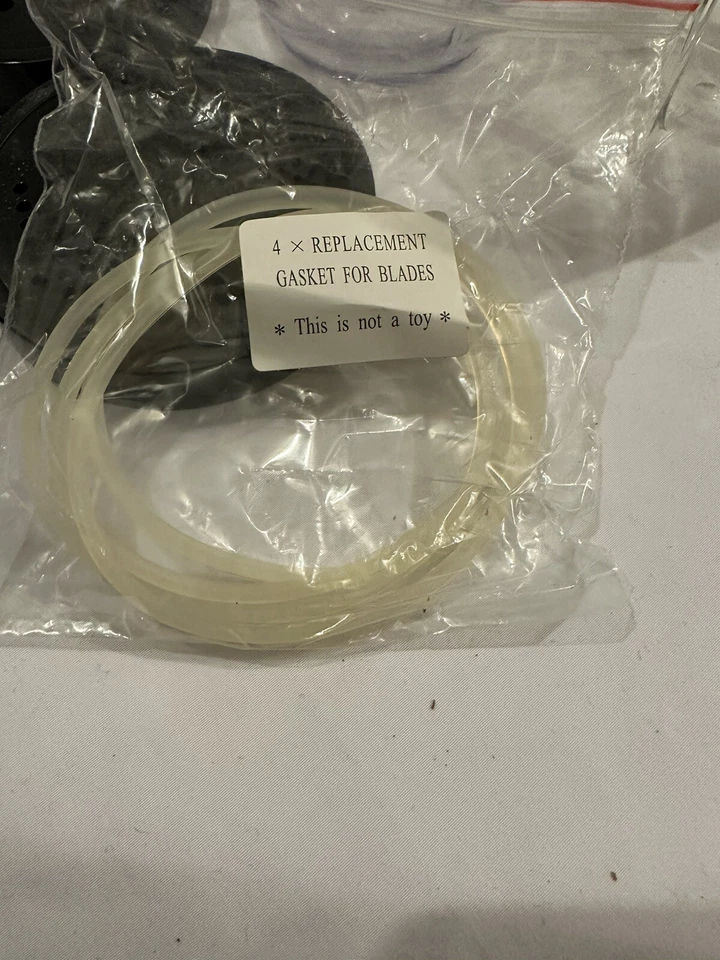 4 × REPLACEMENT
GASKET FOR BLADES
* This is not a toy *